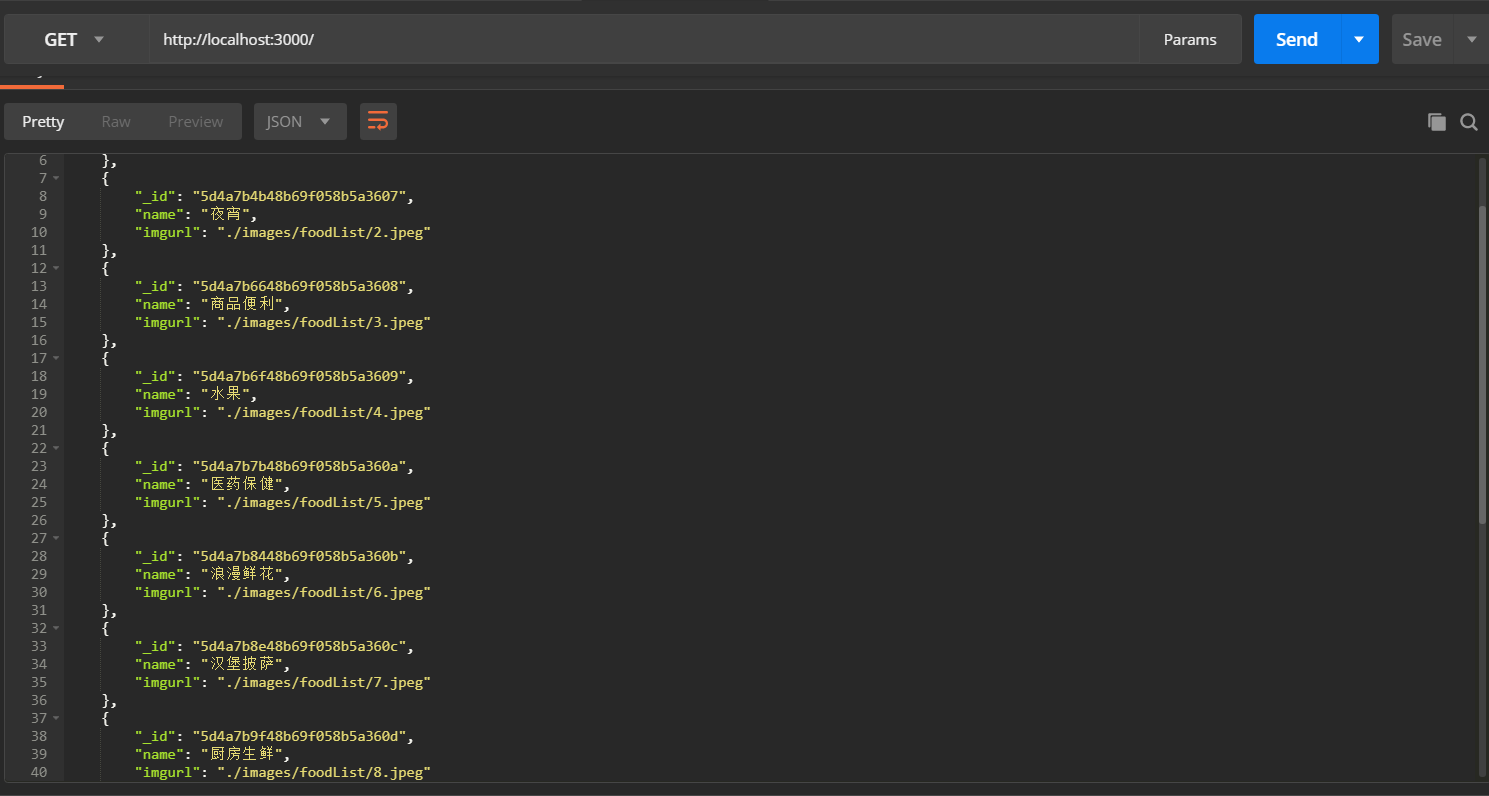 GET
http://localhost:3000/
Params
Send
Save
Pretty
Raw
Preview
JSON
6 },
7 {
8 "_id": "5d4a7b4b48b69f058b5a3607",
9 "name": "夜宵",
10 "imgurl": "./images/foodList/2.jpeg"
11 },
12 {
13 "_id": "5d4a7b6648b69f058b5a3608",
14 "name": "商品便利",
15 "imgurl": "./images/foodList/3.jpeg"
16 },
17 {
18 "_id": "5d4a7b6f48b69f058b5a3609",
19 "name": "水果",
20 "imgurl": "./images/foodList/4.jpeg"
21 },
22 {
23 "_id": "5d4a7b7b48b69f058b5a360a",
24 "name": "医药保健",
25 "imgurl": "./images/foodList/5.jpeg"
26 },
27 {
28 "_id": "5d4a7b8448b69f058b5a360b",
29 "name": "浪漫鲜花",
30 "imgurl": "./images/foodList/6.jpeg"
31 },
32 {
33 "_id": "5d4a7b8e48b69f058b5a360c",
34 "name": "汉堡披萨",
35 "imgurl": "./images/foodList/7.jpeg"
36 },
37 {
38 "_id": "5d4a7b9f48b69f058b5a360d",
39 "name": "厨房生鲜",
40 "imgurl": "./images/foodList/8.jpeg"